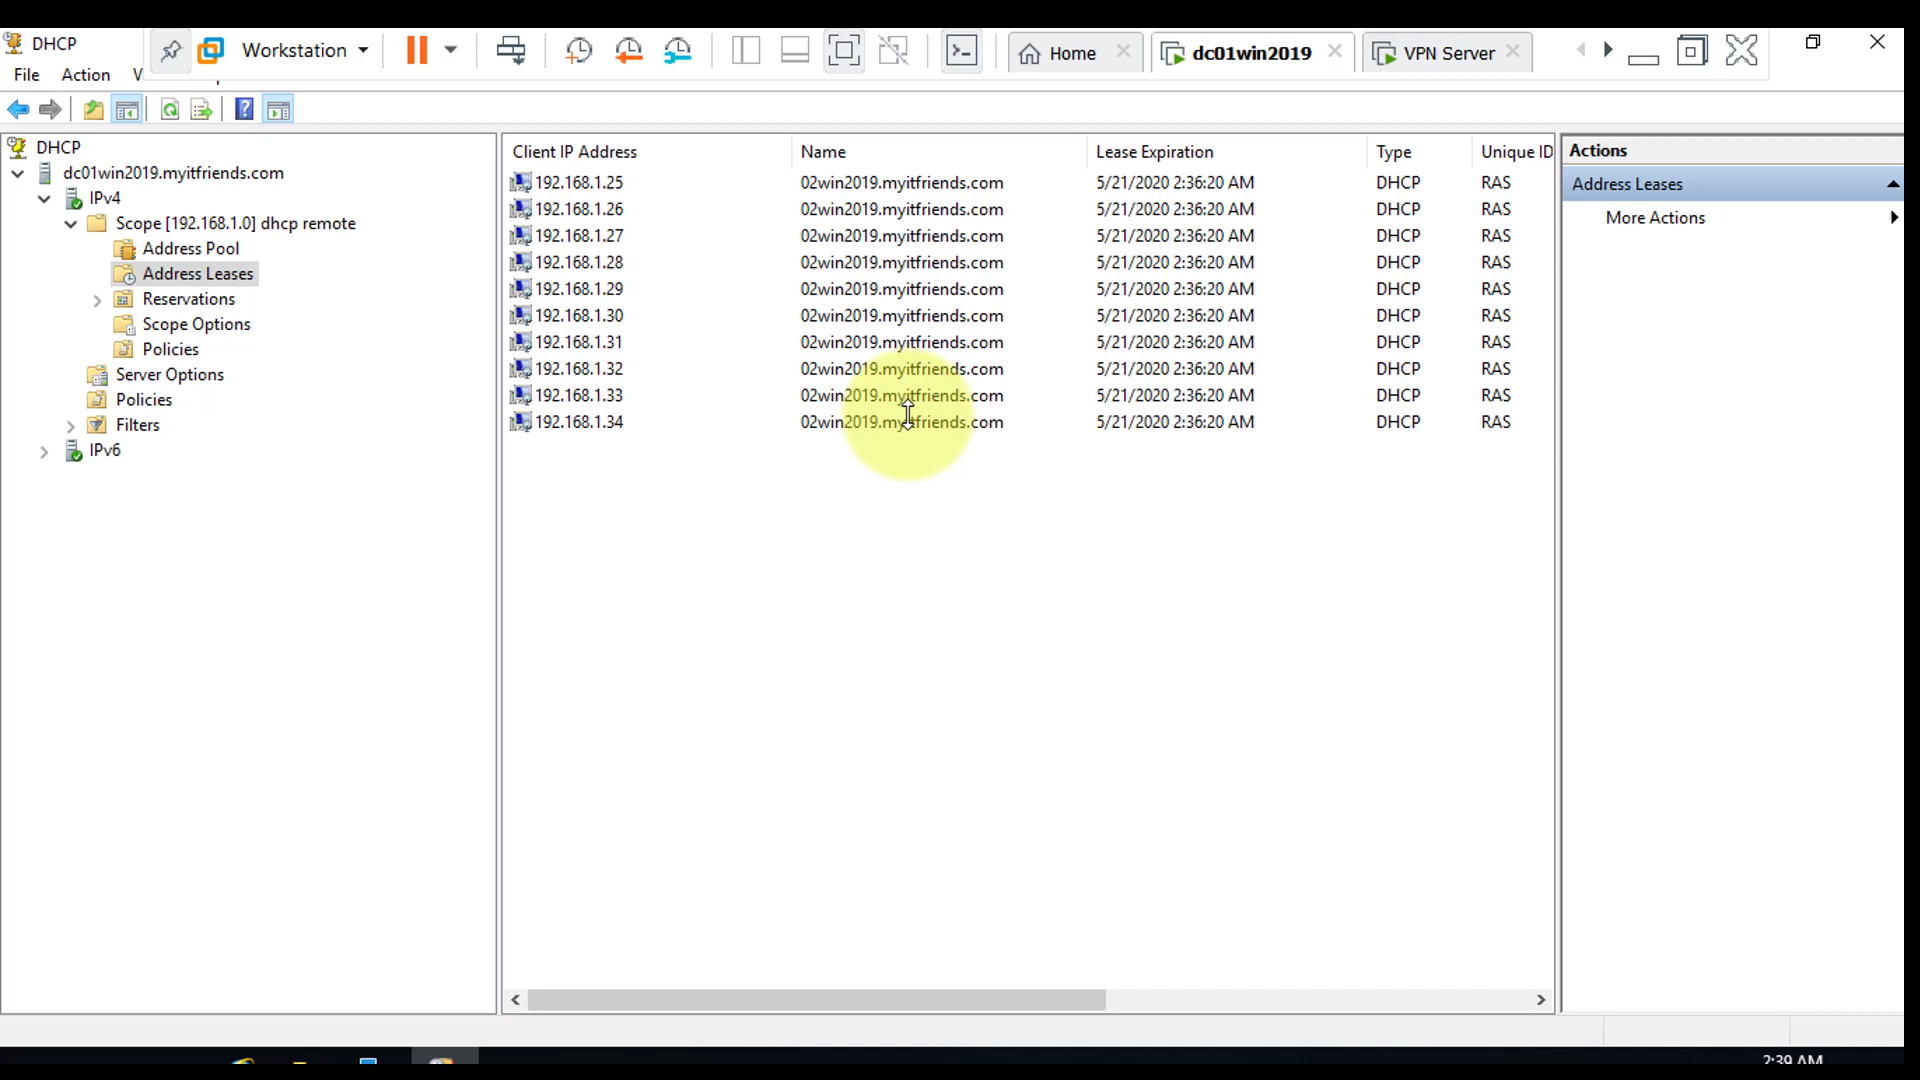 DHCP
Workstation
Home
dc01win2019
VPN Server
File Action V
DHCP
dc01win2019.myitfriends.com
IPv4
Scope [192.168.1.0] dhcp remote
Address Pool
Address Leases
Reservations
Scope Options
Policies
Server Options
Policies
Filters
IPv6
Client IP Address Name Lease Expiration Type Unique ID
192.168.1.25 02win2019.myitfriends.com 5/21/2020 2:36:20 AM DHCP RAS
192.168.1.26 02win2019.myitfriends.com 5/21/2020 2:36:20 AM DHCP RAS
192.168.1.27 02win2019.myitfriends.com 5/21/2020 2:36:20 AM DHCP RAS
192.168.1.28 02win2019.myitfriends.com 5/21/2020 2:36:20 AM DHCP RAS
192.168.1.29 02win2019.myitfriends.com 5/21/2020 2:36:20 AM DHCP RAS
192.168.1.30 02win2019.myitfriends.com 5/21/2020 2:36:20 AM DHCP RAS
192.168.1.31 02win2019.myitfriends.com 5/21/2020 2:36:20 AM DHCP RAS
192.168.1.32 02win2019.myitfriends.com 5/21/2020 2:36:20 AM DHCP RAS
192.168.1.33 02win2019.myitfriends.com 5/21/2020 2:36:20 AM DHCP RAS
192.168.1.34 02win2019.myitfriends.com 5/21/2020 2:36:20 AM DHCP RAS
Actions
Address Leases
More Actions
2:39 AM